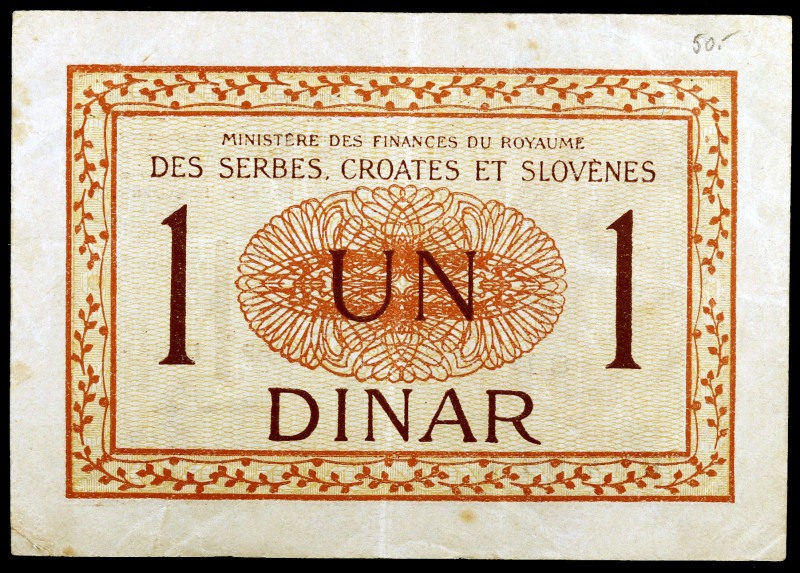 50.-
MINISTÈRE DES FINANCES DU ROYAUME
DES SERBES, CROATES ET SLOVÈNES
1 UN 1
DINAR